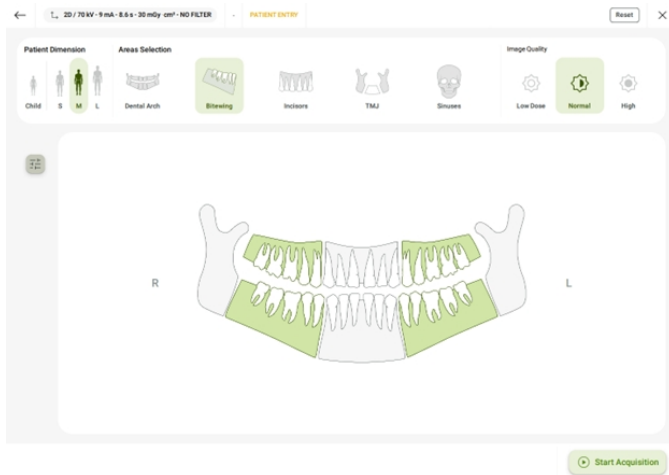 2D / 70 kV - 9 mA - 8.6 s - 30 mGy cm² - NO FILTER - PATIENT ENTRY Reset
Patient Dimension Areas Selection Image Quality
Child S M L Dental Arch Bitewing Incisors TMJ Sinuses Low Dose Normal High
R L
Start Acquisition